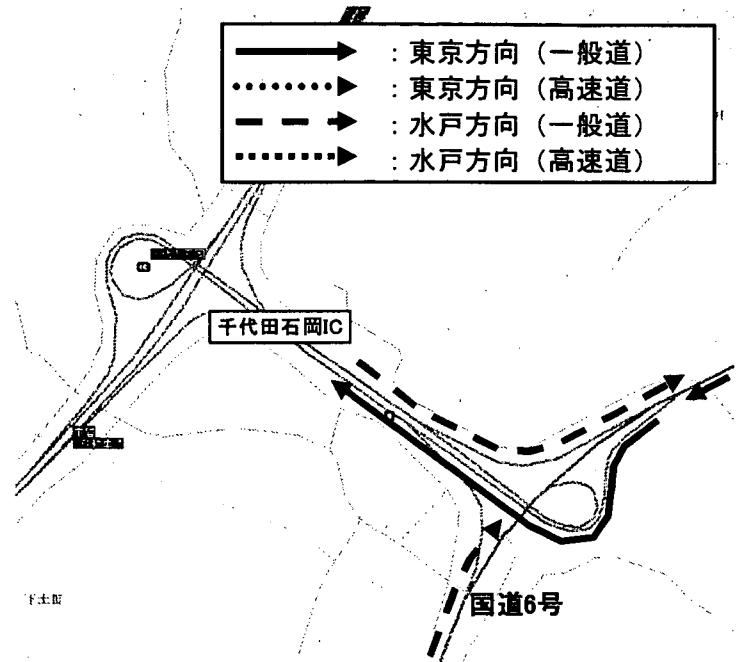 ：東京方向（一般道）
：東京方向（高速道）
：水戸方向（一般道）
：水戸方向（高速道）
千代田石岡IC
国道6号